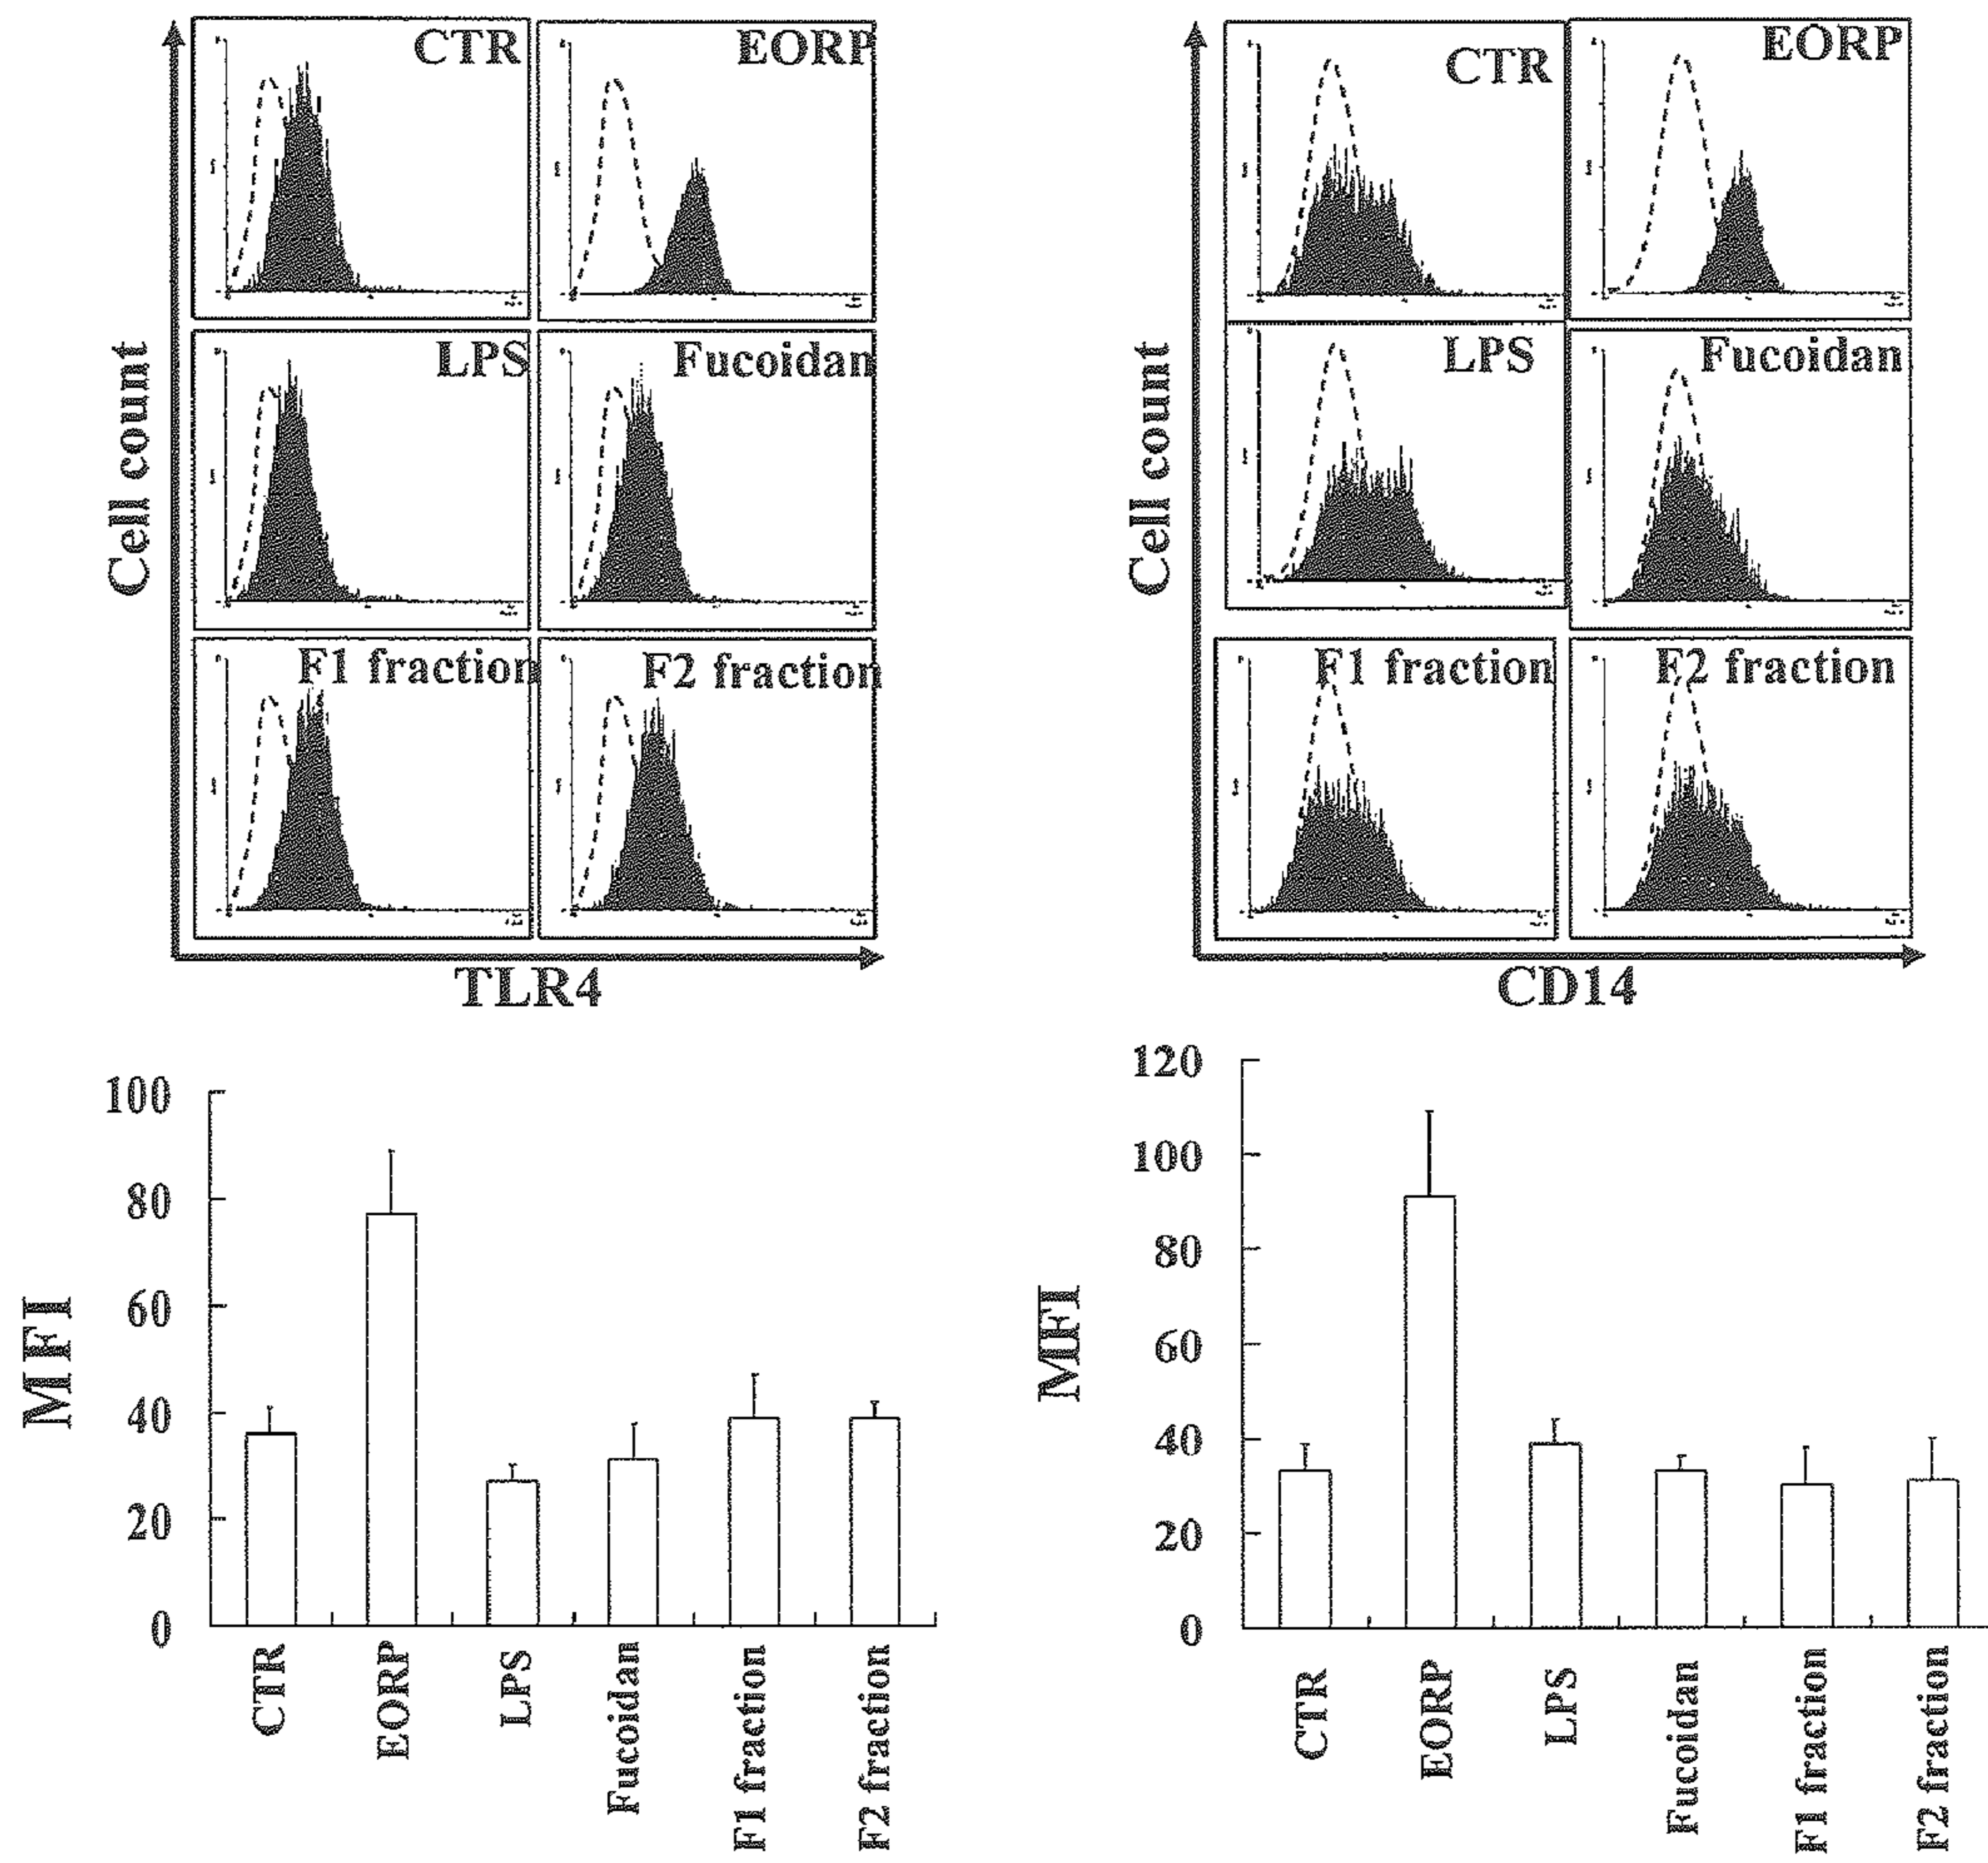 CTR
EORP
LPS
Fucoidan
F1 fraction
F2 fraction
Cell count
TLR4
CTR
EORP
LPS
Fucoidan
F1 fraction
F2 fraction
Cell count
CD14
MFI
100
80
60
40
20
0
CTR
EORP
LPS
Fucoidan
F1 fraction
F2 fraction
MFI
120
100
80
60
40
20
0
CTR
EORP
LPS
Fucoidan
F1 fraction
F2 fraction